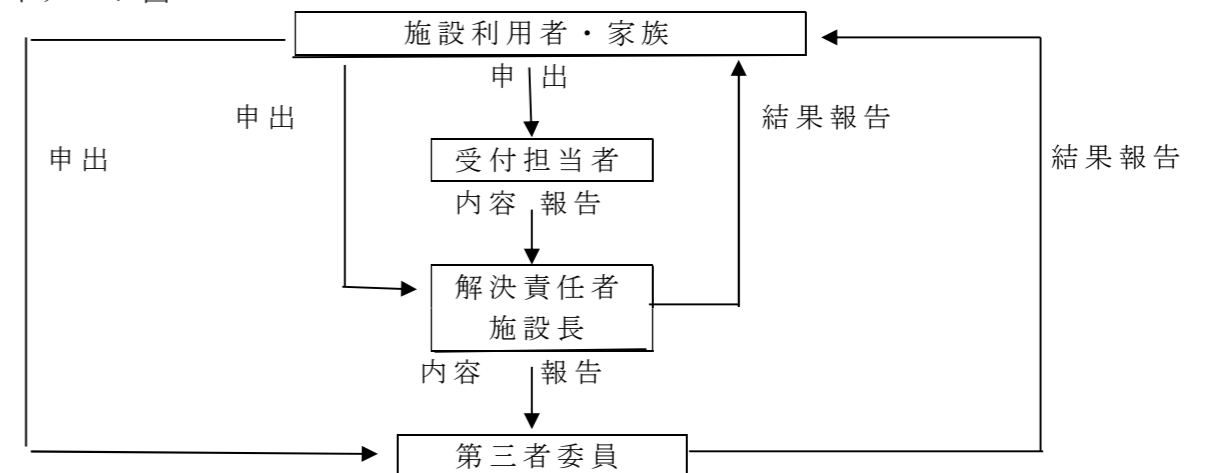 施設利用者・家族
申出
申出
結果報告
申出
受付担当者
結果報告
内容 報告
解決責任者
施設長
内容 報告
第三者委員